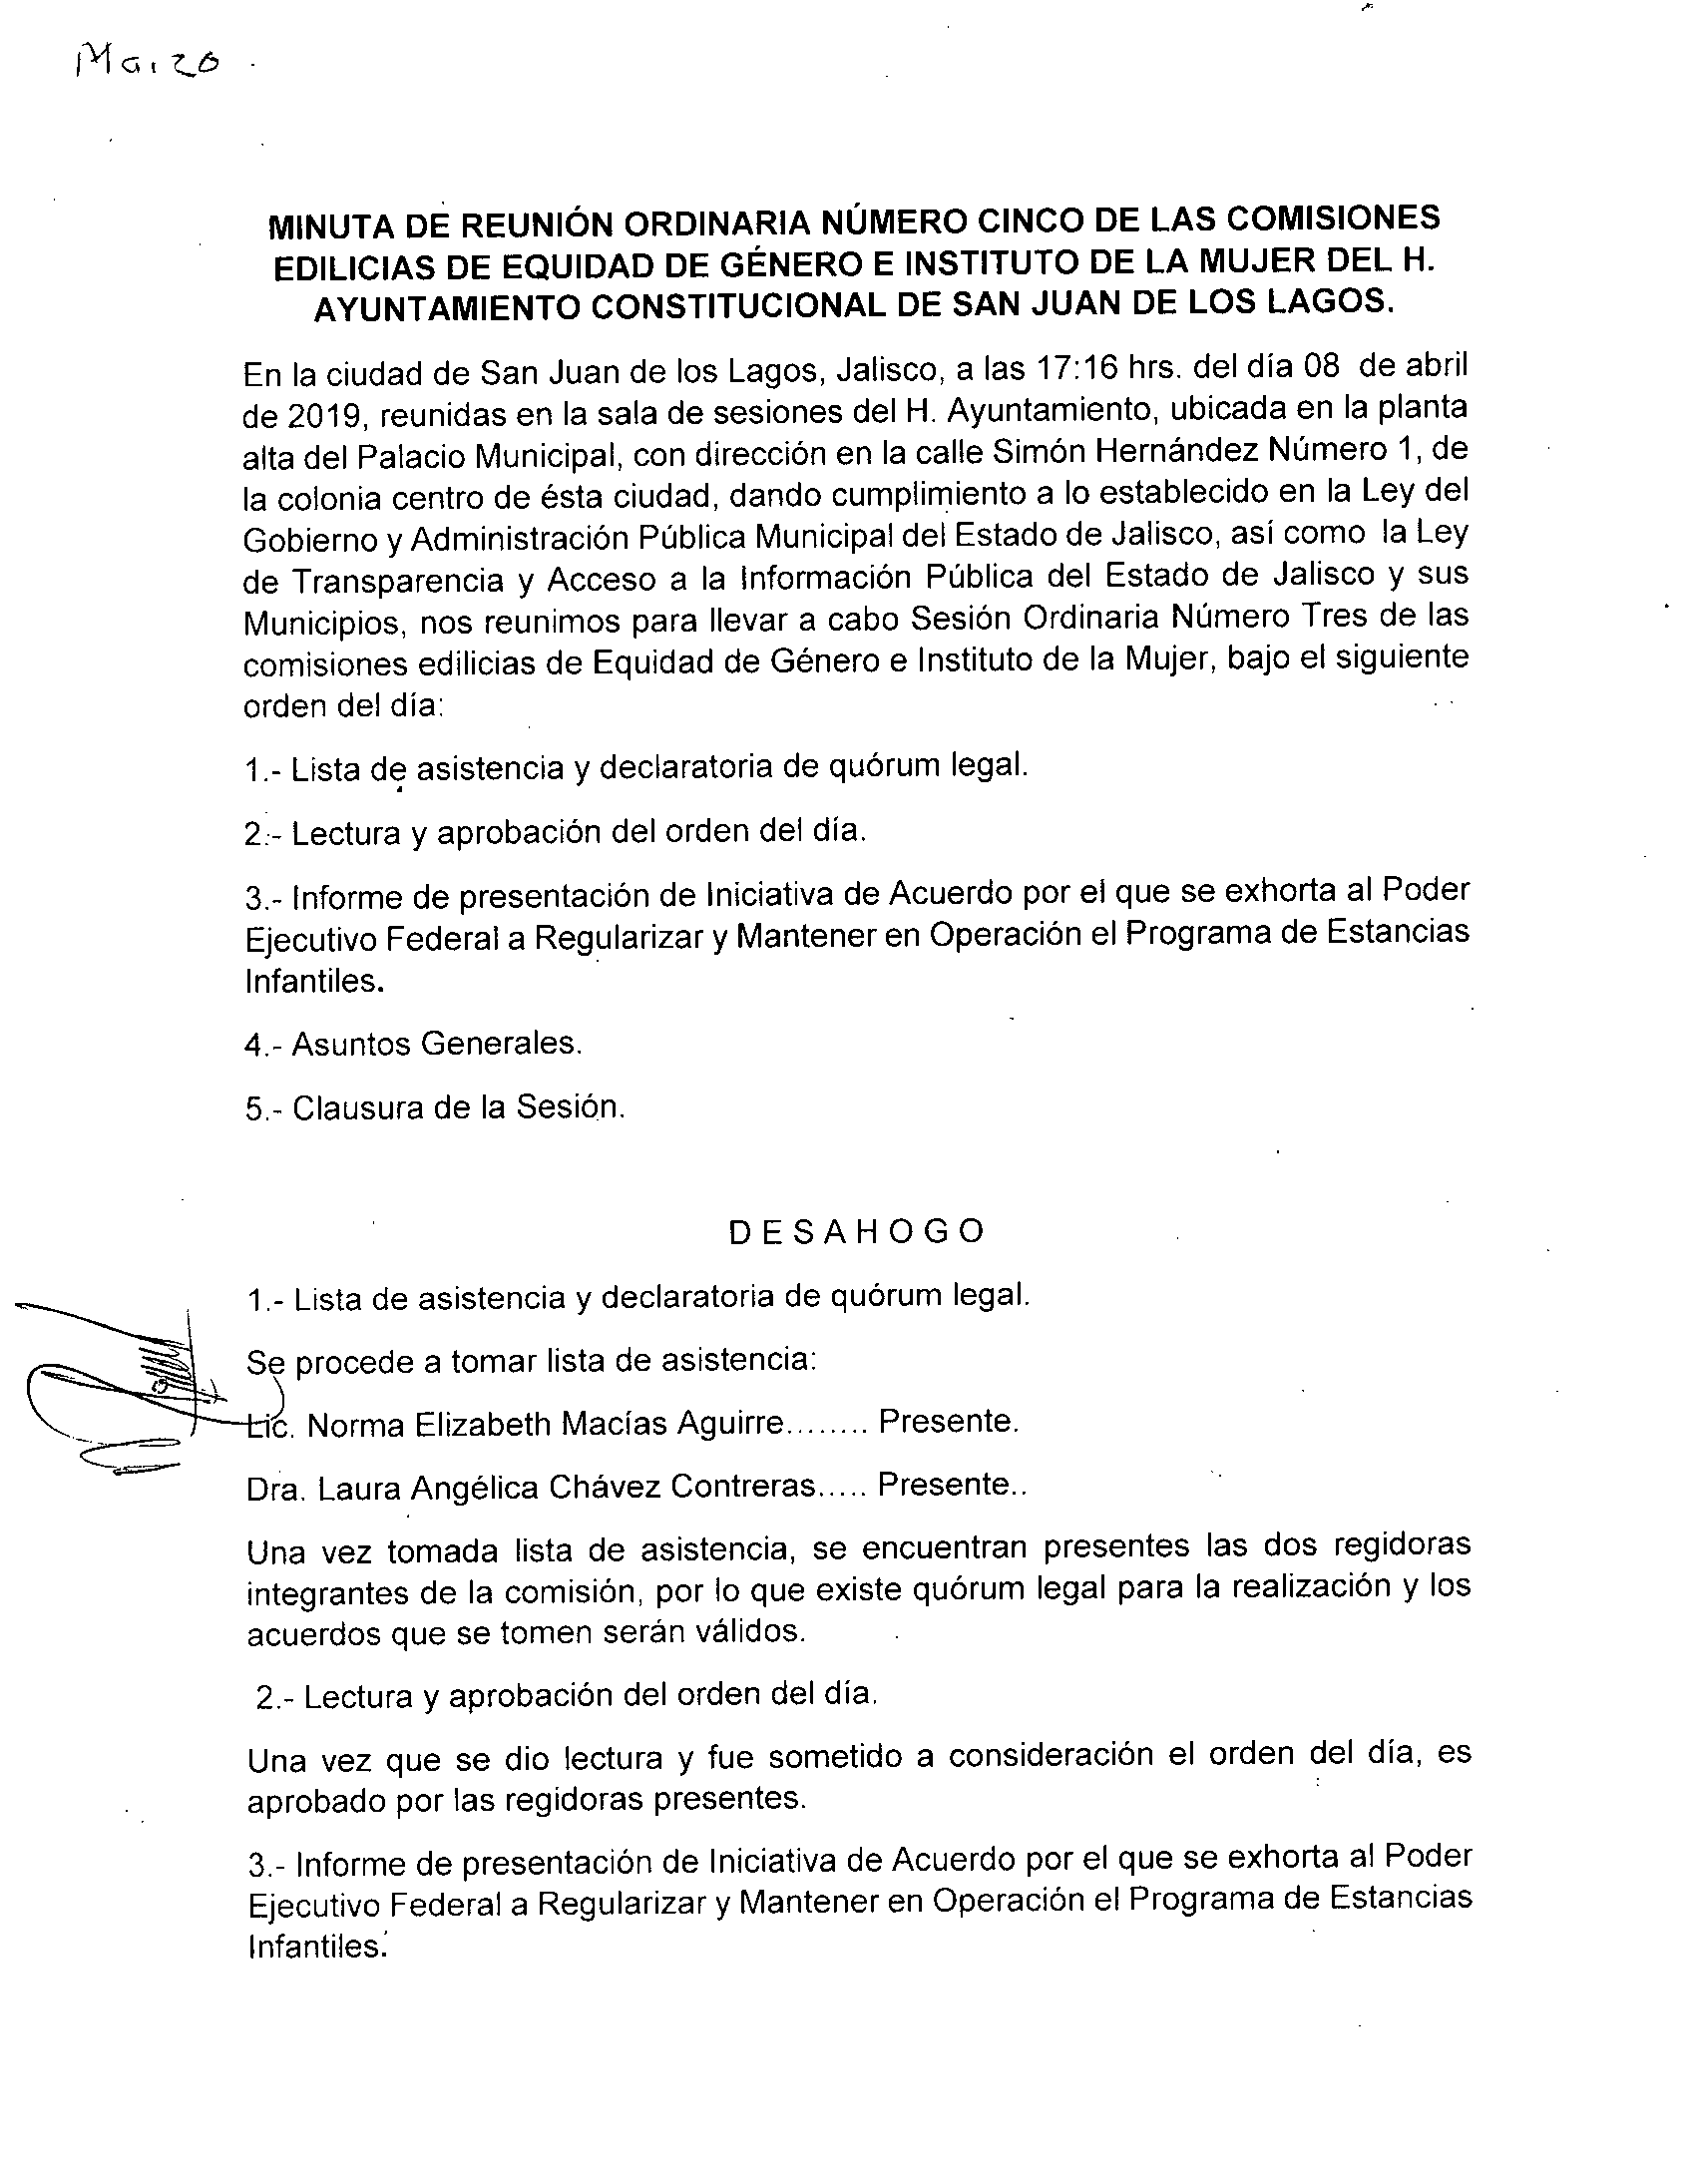 Marzo
MINUTA DE REUNIÓN ORDINARIA NÚMERO CINCO DE LAS COMISIONES
EDILICIAS DE EQUIDAD DE GÉNERO E INSTITUTO DE LA MUJER DEL H.
AYUNTAMIENTO CONSTITUCIONAL DE SAN JUAN DE LOS LAGOS.
En la ciudad de San Juan de los Lagos, Jalisco, a las 17:16 hrs. del día 08 de abril
de 2019, reunidas en la sala de sesiones del H. Ayuntamiento, ubicada en la planta
alta del Palacio Municipal, con dirección en la calle Simón Hernández Número 1, de
la colonia centro de ésta ciudad, dando cumplimiento a lo establecido en la Ley del
Gobierno y Administración Pública Municipal del Estado de Jalisco, así como la Ley
de Transparencia y Acceso a la Información Pública del Estado de Jalisco y sus
Municipios, nos reunimos para llevar a cabo Sesión Ordinaria Número Tres de las
comisiones edilicias de Equidad de Género e Instituto de la Mujer, bajo el siguiente
orden del día:
1.- Lista de asistencia y declaratoria de quórum legal.
2.- Lectura y aprobación del orden del día.
3.- Informe de presentación de Iniciativa de Acuerdo por el que se exhorta al Poder
Ejecutivo Federal a Regularizar y Mantener en Operación el Programa de Estancias
Infantiles.
4.- Asuntos Generales.
5.- Clausura de la Sesión.
D E S A H O G O
1.- Lista de asistencia y declaratoria de quórum legal.
Se procede a tomar lista de asistencia:
Lic. Norma Elizabeth Macías Aguirre........ Presente.
Dra. Laura Angélica Chávez Contreras..... Presente..
Una vez tomada lista de asistencia, se encuentran presentes las dos regidoras
integrantes de la comisión, por lo que existe quórum legal para la realización y los
acuerdos que se tomen serán válidos.
2.- Lectura y aprobación del orden del día.
Una vez que se dio lectura y fue sometido a consideración el orden del día, es
aprobado por las regidoras presentes.
3.- Informe de presentación de Iniciativa de Acuerdo por el que se exhorta al Poder
Ejecutivo Federal a Regularizar y Mantener en Operación el Programa de Estancias
Infantiles.